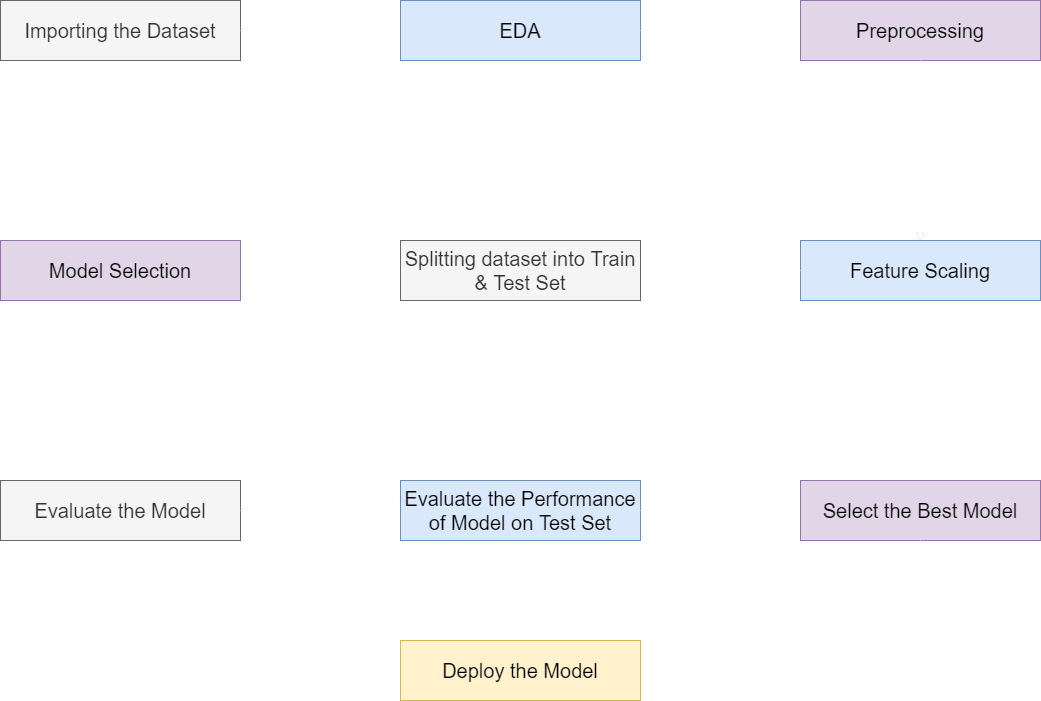 Importing the Dataset
EDA
Preprocessing
Model Selection
Splitting dataset into Train
& Test Set
Feature Scaling
Evaluate the Model
Evaluate the Performance
of Model on Test Set
Select the Best Model
Deploy the Model